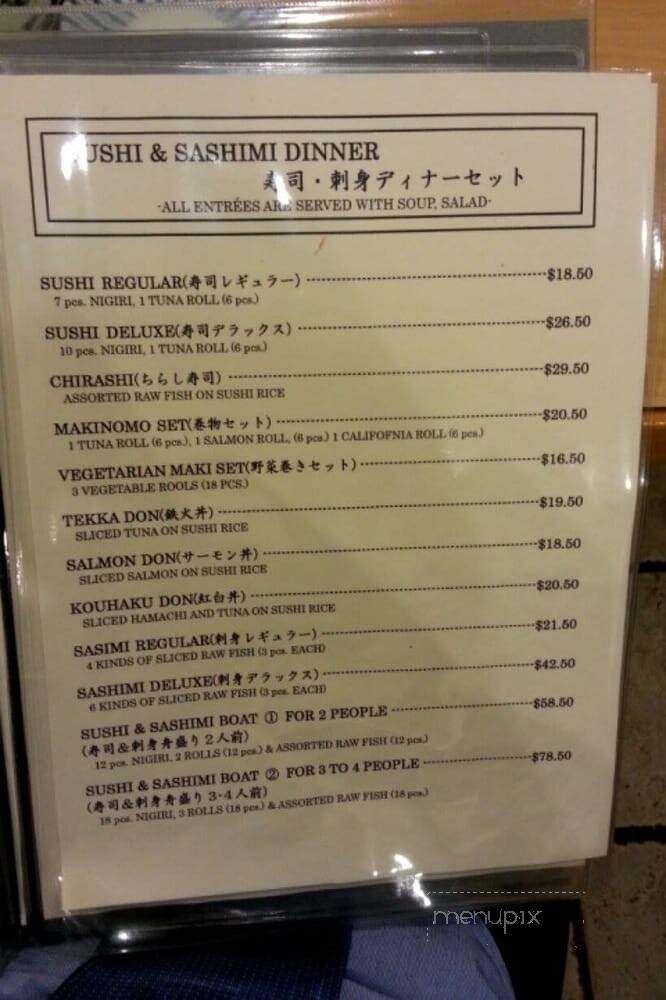 SUSHI & SASHIMI DINNER
寿司・刺身ディナーセット
-ALL ENTRÉES ARE SERVED WITH SOUP, SALAD-
SUSHI REGULAR(寿司レギュラー) $18.50
7 pcs. NIGIRI, 1 TUNA ROLL (6 pcs.)
SUSHI DELUXE(寿司デラックス) $26.50
10 pcs. NIGIRI, 1 TUNA ROLL (6 pcs.)
CHIRASHI(ちらし寿司) $29.50
ASSORTED RAW FISH ON SUSHI RICE
MAKINOMO SET(巻物セット) $20.50
1 TUNA ROLL (6 pcs.), 1 SALMON ROLL, (6 pcs.) 1 CALIFOFNIA ROLL (6 pcs.)
VEGETARIAN MAKI SET(野菜巻きセット) $16.50
3 VEGETABLE ROOLS (18 PCS.)
TEKKA DON(鉄火丼) $19.50
SLICED TUNA ON SUSHI RICE
SALMON DON(サーモン丼) $18.50
SLICED SALMON ON SUSHI RICE
KOUHAKU DON(紅白丼) $20.50
SLICED HAMACHI AND TUNA ON SUSHI RICE
SASIMI REGULAR(刺身レギュラー) $21.50
4 KINDS OF SLICED RAW FISH (3 pcs. EACH)
SASHIMI DELUXE(刺身デラックス) $42.50
6 KINDS OF SLICED RAW FISH (3 pcs. EACH)
SUSHI & SASHIMI BOAT ① FOR 2 PEOPLE $58.50
(寿司&刺身舟盛り２人前)
12 pcs. NIGIRI, 2 ROLLS (12 pcs.) & ASSORTED RAW FISH (12 pcs.)
SUSHI & SASHIMI BOAT ② FOR 3 TO 4 PEOPLE $78.50
(寿司&刺身舟盛り３・４人前)
18 pcs. NIGIRI, 3 ROLLS (18 pcs.) & ASSORTED RAW FISH (18 pcs.)
menupix